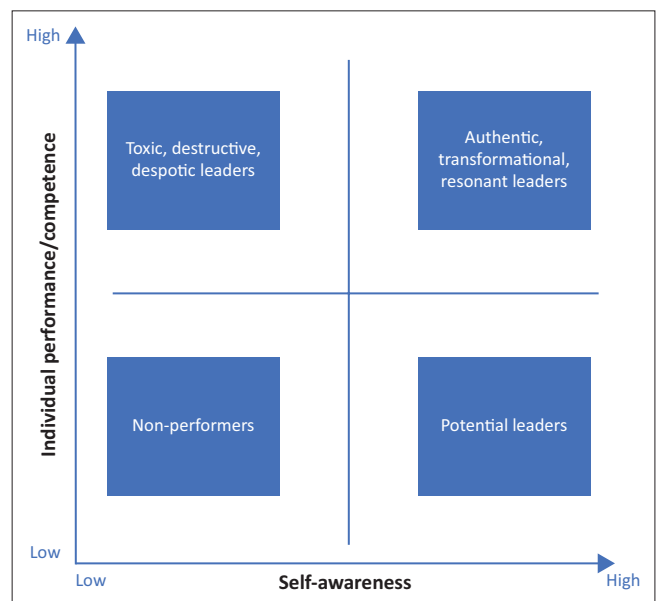 High
Toxic, destructive,
despotic leaders
Authentic,
transformational,
resonant leaders
Individual performance/competence
Non-performers
Potential leaders
Low
Low
Self-awareness
High